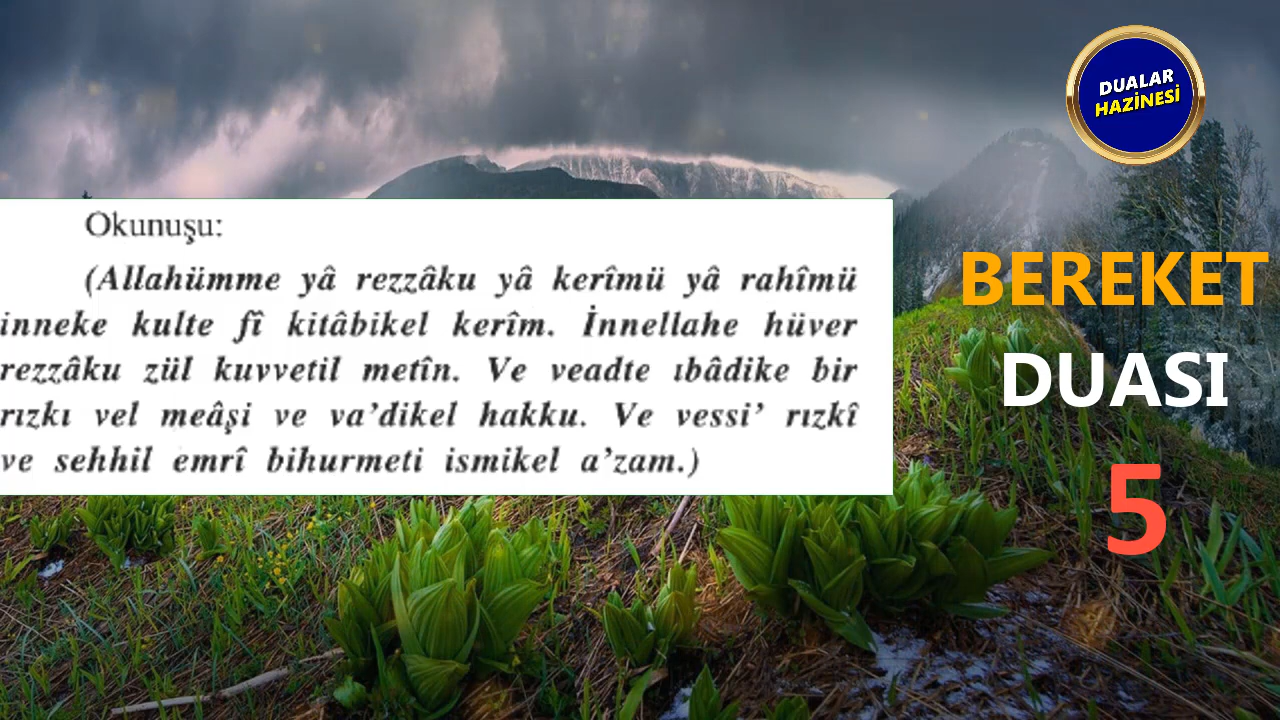 DUALAR
HAZİNESİ
Okunuşu:
(Allahümme yâ rezzâku yâ kerîmü yâ rahîmü
inneke kulte fî kitâbikel kerîm. İnnellahe hüver
rezzâku zül kuvvetil metîn. Ve veadte ıbâdike bir
rızkı vel meâşi ve va’dikel hakku. Ve vessi’ rızkî
ve sehhil emrî bihurmeti ismikel a’zam.)
BEREKET
DUASI
5